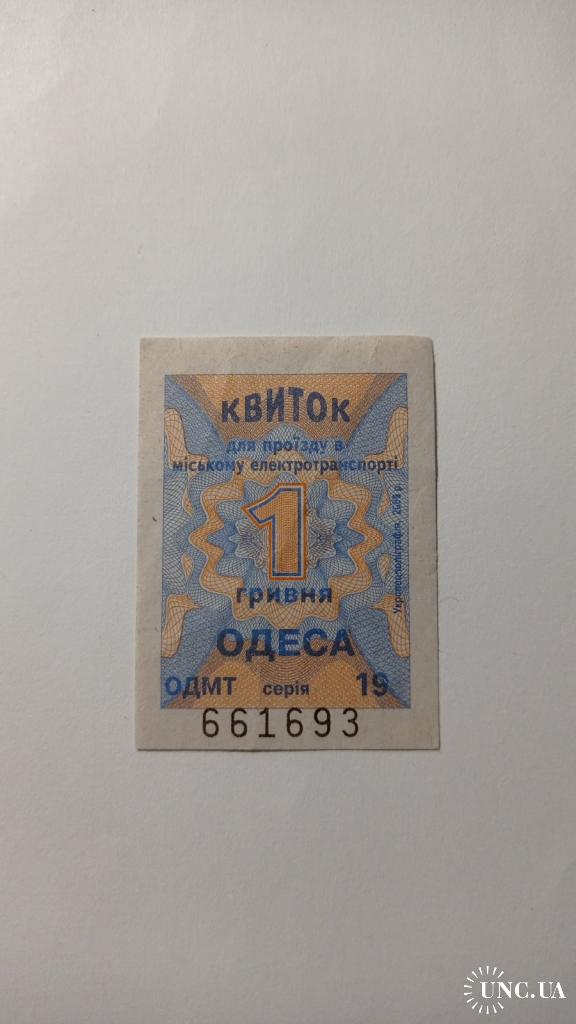 КВИТОК
для проїзду в
міському електротранспорті
1
гривня
ОДЕСА
ОДМТ серія 19
661693
UNC.UA